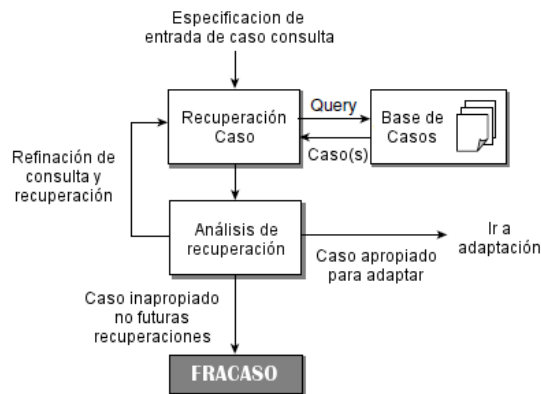 Especificacion de
entrada de caso consulta
Recuperación
Caso
Query
Caso(s)
Base de
Casos
Refinación de
consulta y
recuperación
Análisis de
recuperación
Caso apropiado
para adaptar
Ir a
adaptación
Caso inapropiado
no futuras
recuperaciones
FRACASO